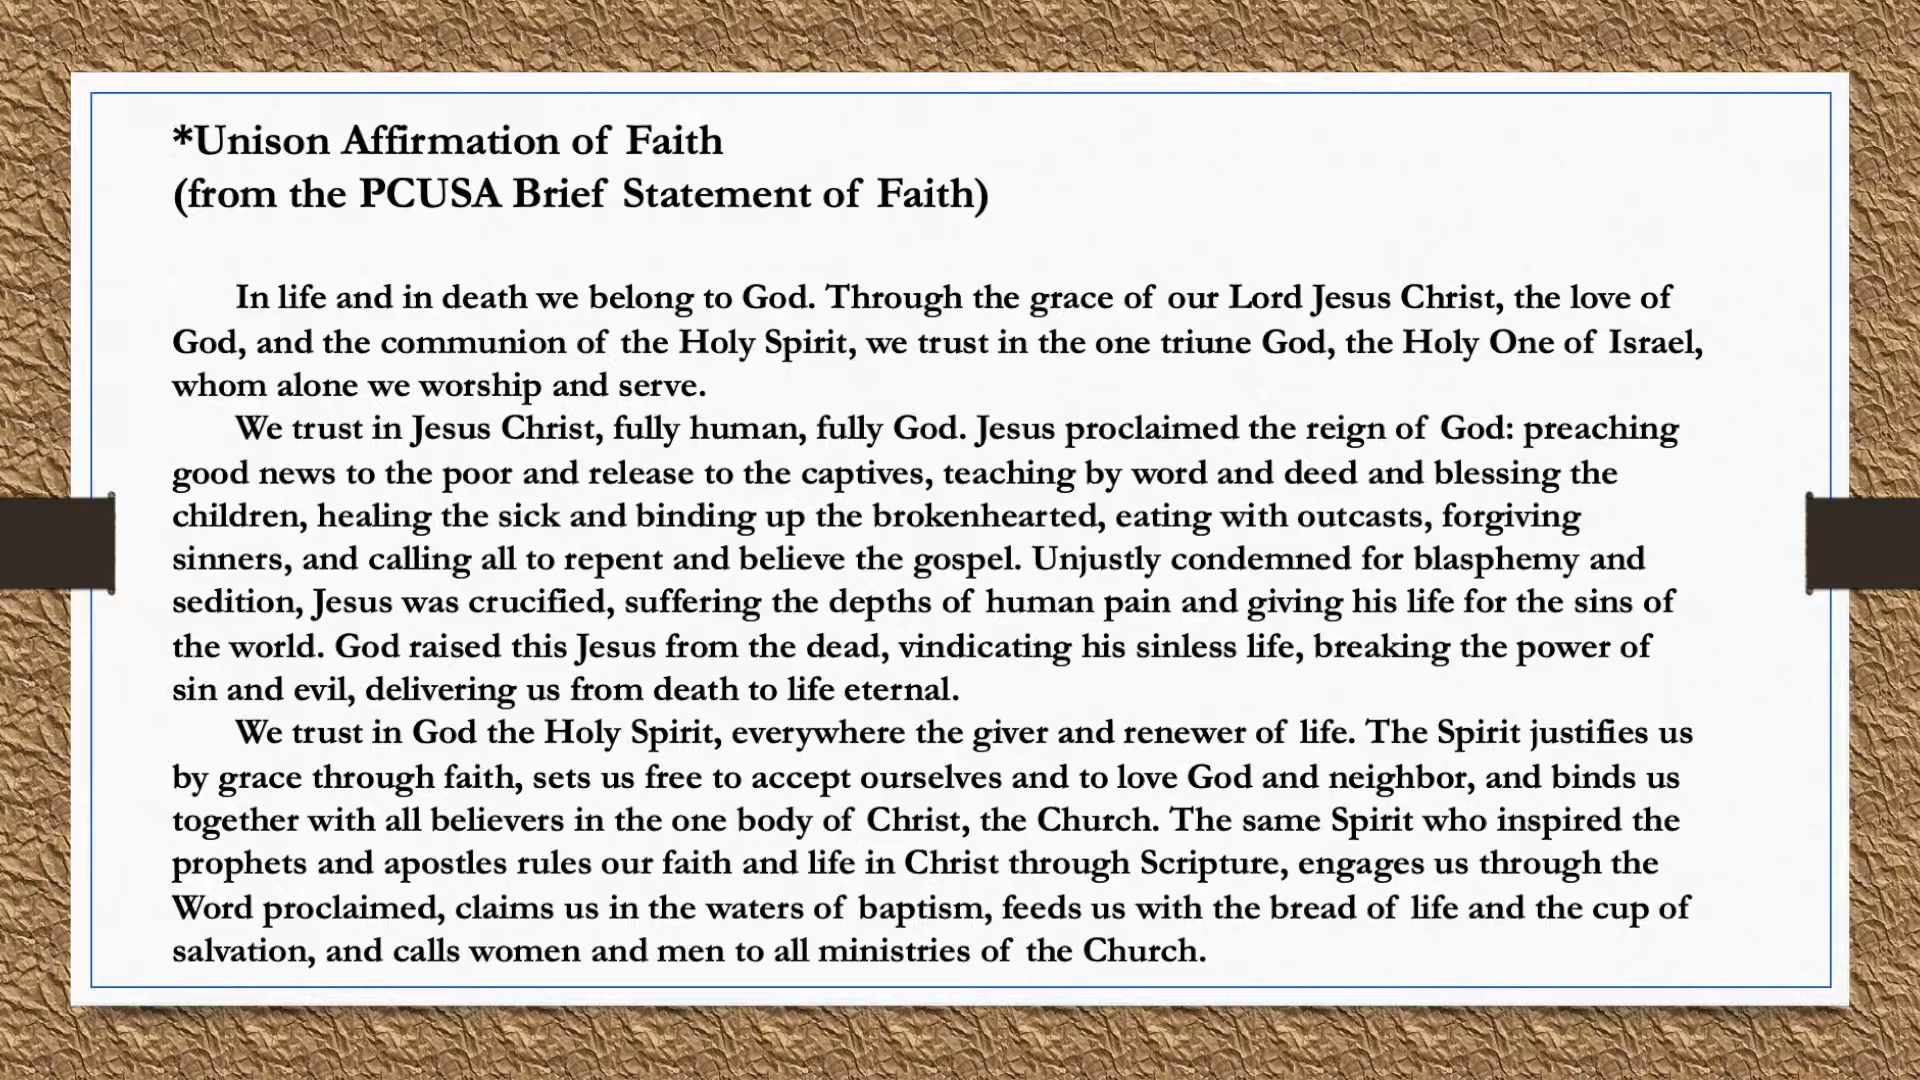 *Unison Affirmation of Faith
(from the PCUSA Brief Statement of Faith)
In life and in death we belong to God. Through the grace of our Lord Jesus Christ, the love of
God, and the communion of the Holy Spirit, we trust in the one triune God, the Holy One of Israel,
whom alone we worship and serve.
We trust in Jesus Christ, fully human, fully God. Jesus proclaimed the reign of God: preaching
good news to the poor and release to the captives, teaching by word and deed and blessing the
children, healing the sick and binding up the brokenhearted, eating with outcasts, forgiving
sinners, and calling all to repent and believe the gospel. Unjustly condemned for blasphemy and
sedition, Jesus was crucified, suffering the depths of human pain and giving his life for the sins of
the world. God raised this Jesus from the dead, vindicating his sinless life, breaking the power of
sin and evil, delivering us from death to life eternal.
We trust in God the Holy Spirit, everywhere the giver and renewer of life. The Spirit justifies us
by grace through faith, sets us free to accept ourselves and to love God and neighbor, and binds us
together with all believers in the one body of Christ, the Church. The same Spirit who inspired the
prophets and apostles rules our faith and life in Christ through Scripture, engages us through the
Word proclaimed, claims us in the waters of baptism, feeds us with the bread of life and the cup of
salvation, and calls women and men to all ministries of the Church.